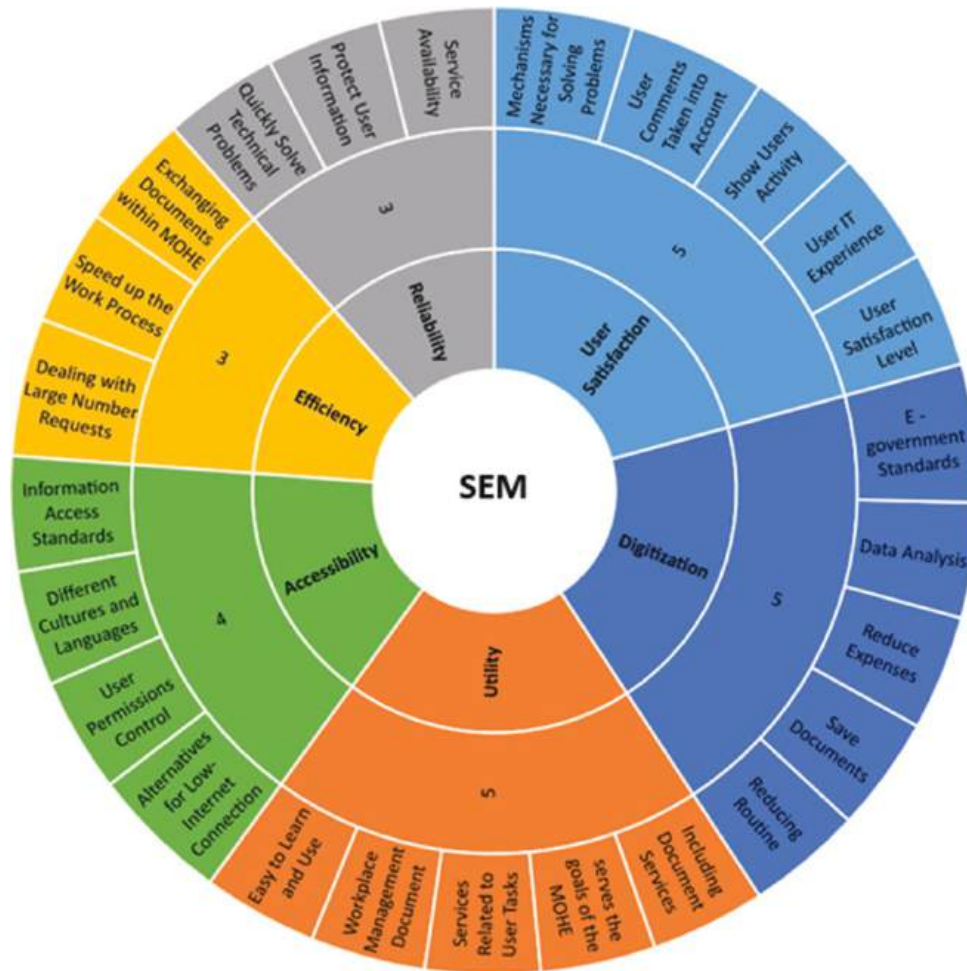 SEM
User
Satisfaction
5
Mechanisms
Necessary for
Solving
Problems
User
Comments
Taken into
Account
Show Users
Activity
User IT
Experience
User
Satisfaction
Level
Digitization
5
E -
government
Standards
Data Analysis
Reduce
Expenses
Save
Documents
Reducing
Routine
Utility
5
Including
Document
Services
serves the
goals of the
MOHE
Services
Related to
User Tasks
Workplace
Management
Document
Easy to Learn
and Use
Accessibility
4
Alternatives
for Low-
Internet
Connection
User
Permissions
Control
Different
Cultures and
Languages
Information
Access
Standards
Efficiency
3
Dealing with
Large Number
Requests
Speed up the
Work Process
Exchanging
Documents
within MOHE
Reliability
3
Quickly Solve
Technical
Problems
Protect User
Information
Service
Availability